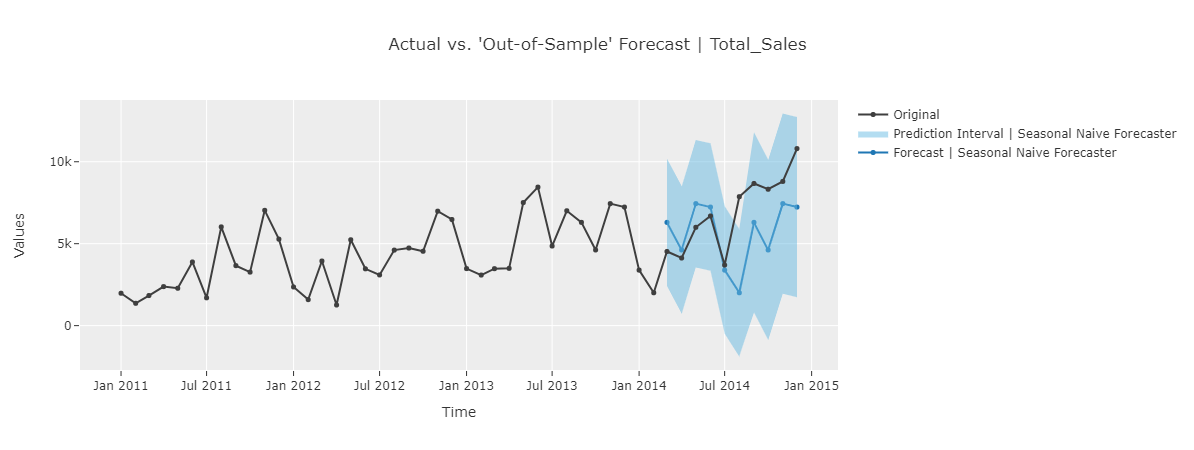 Actual vs. 'Out-of-Sample' Forecast | Total_Sales
Original
Prediction Interval | Seasonal Naive Forecaster
Forecast | Seasonal Naive Forecaster
Values
10k
5k
0
Jan 2011
Jul 2011
Jan 2012
Jul 2012
Jan 2013
Jul 2013
Jan 2014
Jul 2014
Jan 2015
Time